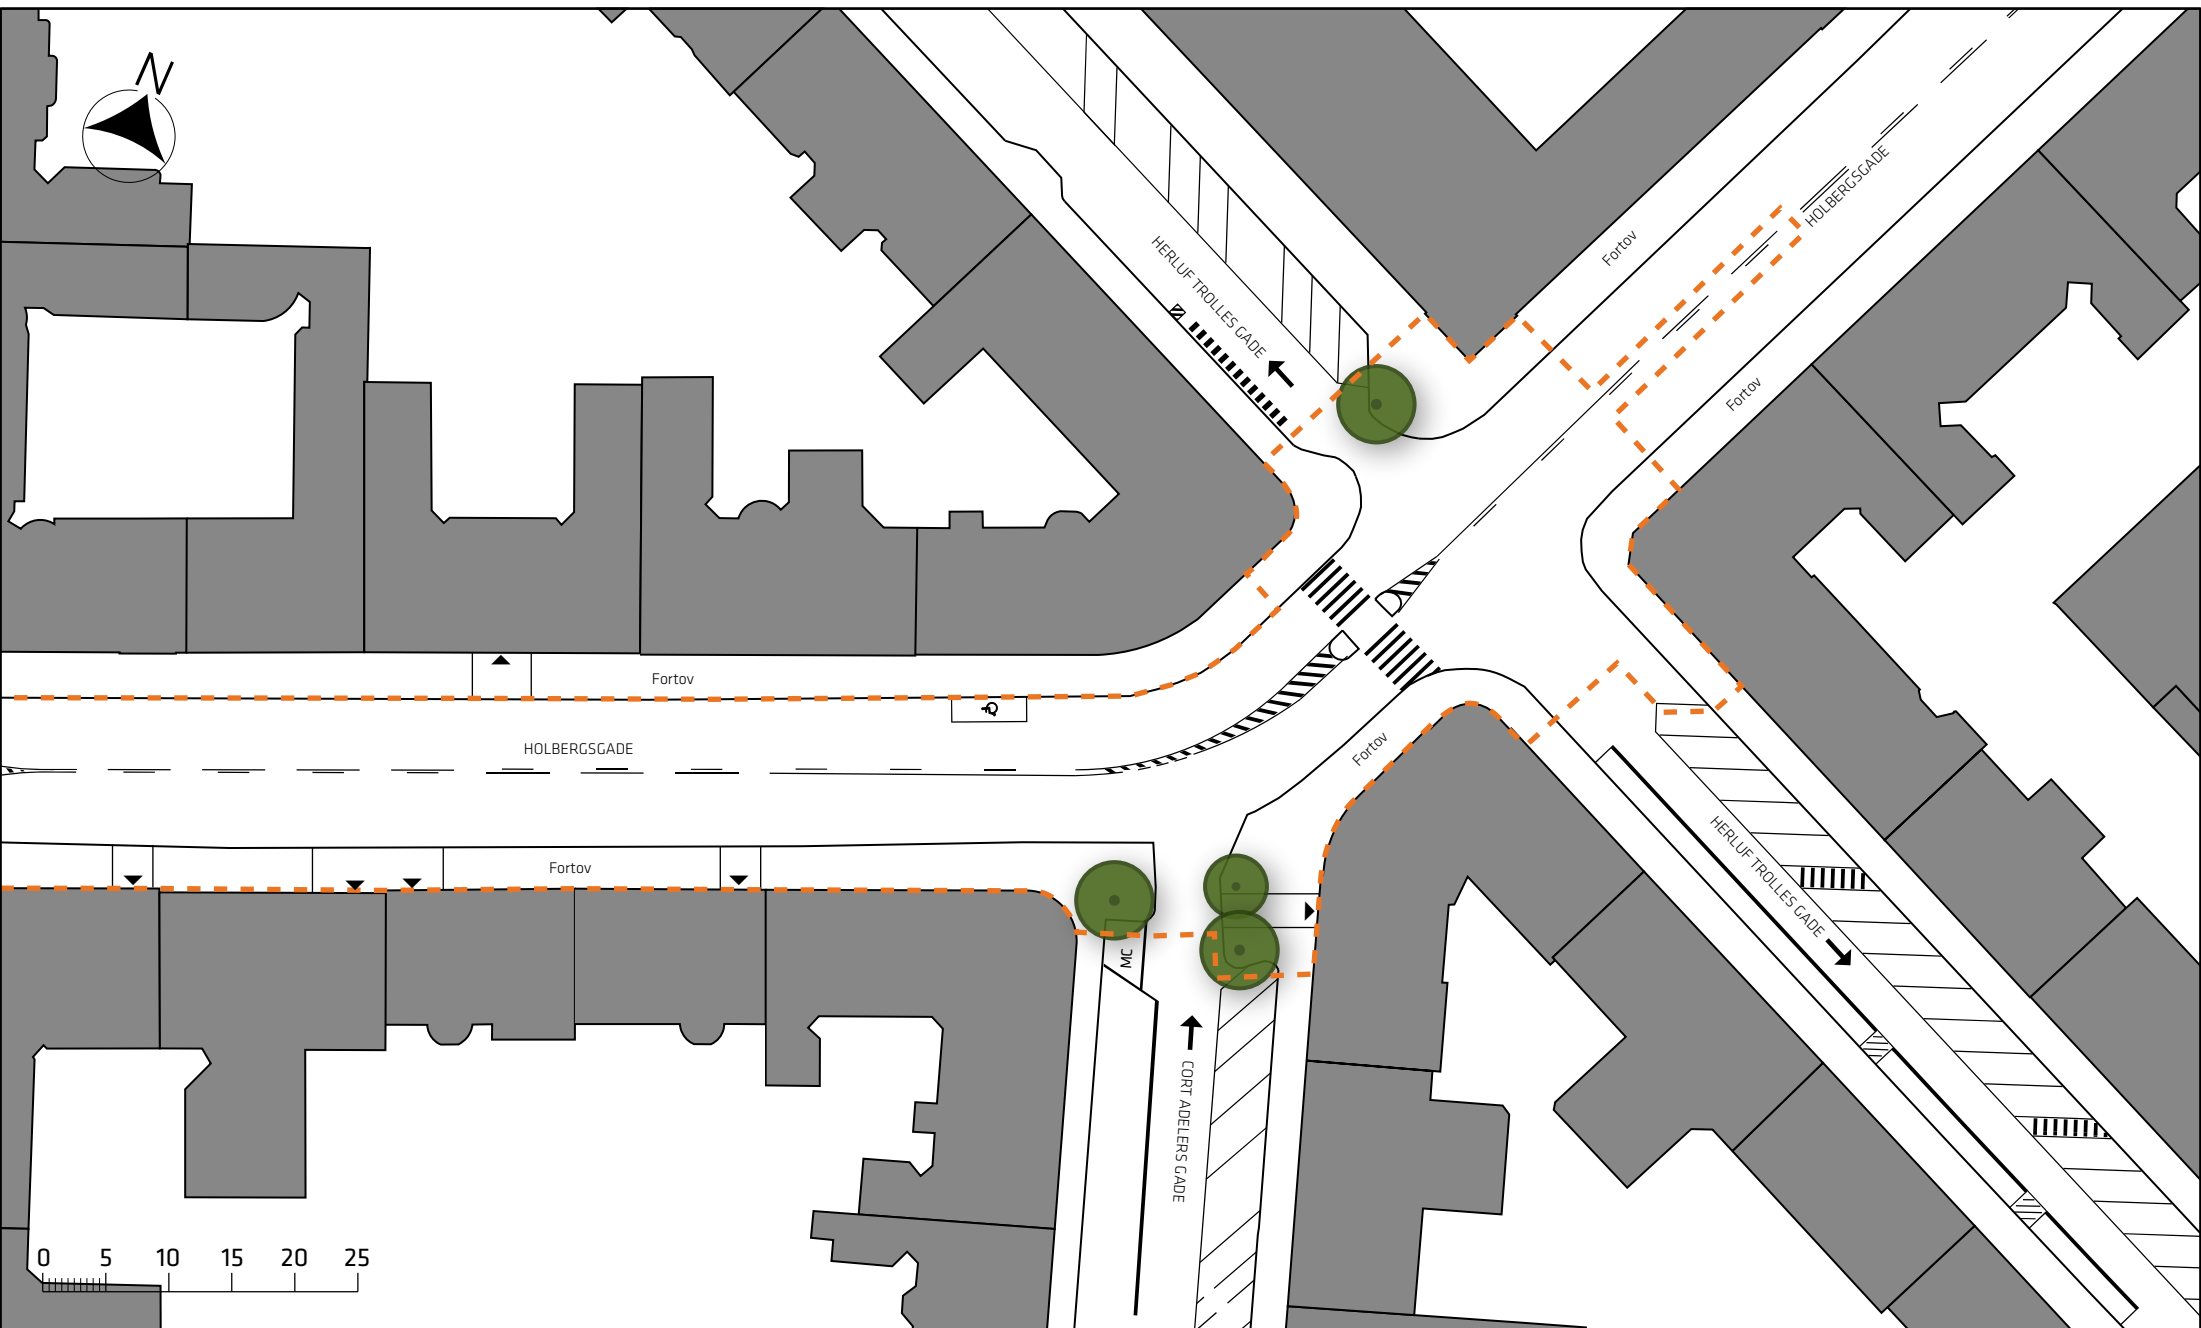 N
HOLBERGSGADE
Fortov
HERLUF TROLLES GADE
Fortov
Fortov
HOLBERGSGADE
Fortov
Fortov
HERLUF TROLLES GADE
MC
CORT ADELERS GADE
0 5 10 15 20 25